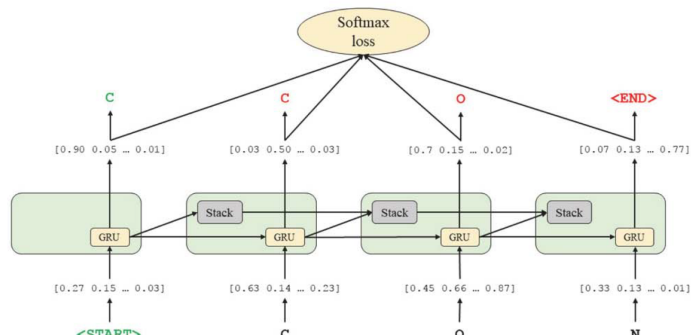 Softmax
loss
C C O <END>
[0.90 0.05 … 0.01] [0.03 0.50 … 0.03] [0.7 0.15 … 0.02] [0.07 0.13 … 0.77]
Stack Stack Stack
GRU GRU GRU GRU
[0.27 0.15 … 0.03] [0.63 0.14 … 0.23] [0.45 0.66 … 0.87] [0.33 0.13 … 0.01]
<START> C O N